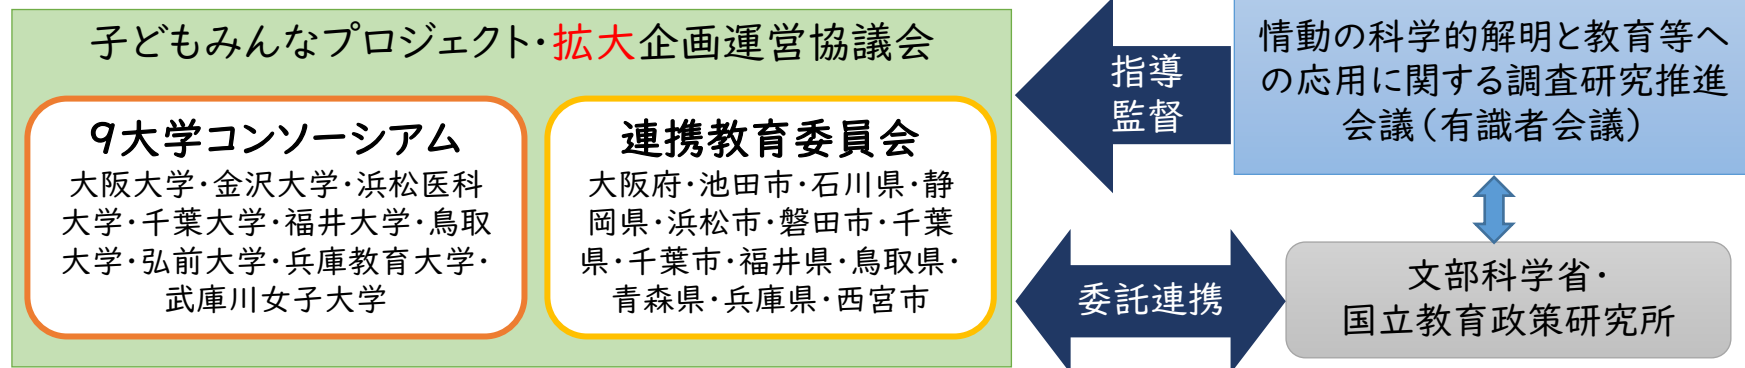 子どもみんなプロジェクト・拡大企画運営協議会
9大学コンソーシアム
大阪大学・金沢大学・浜松医科
大学・千葉大学・福井大学・鳥取
大学・弘前大学・兵庫教育大学・
武庫川女子大学
連携教育委員会
大阪府・池田市・石川県・静
岡県・浜松市・磐田市・千葉
県・千葉市・福井県・鳥取県・
青森県・兵庫県・西宮市
指導
監督
情動の科学的解明と教育等へ
の応用に関する調査研究推進
会議(有識者会議)
委託連携
文部科学省・
国立教育政策研究所